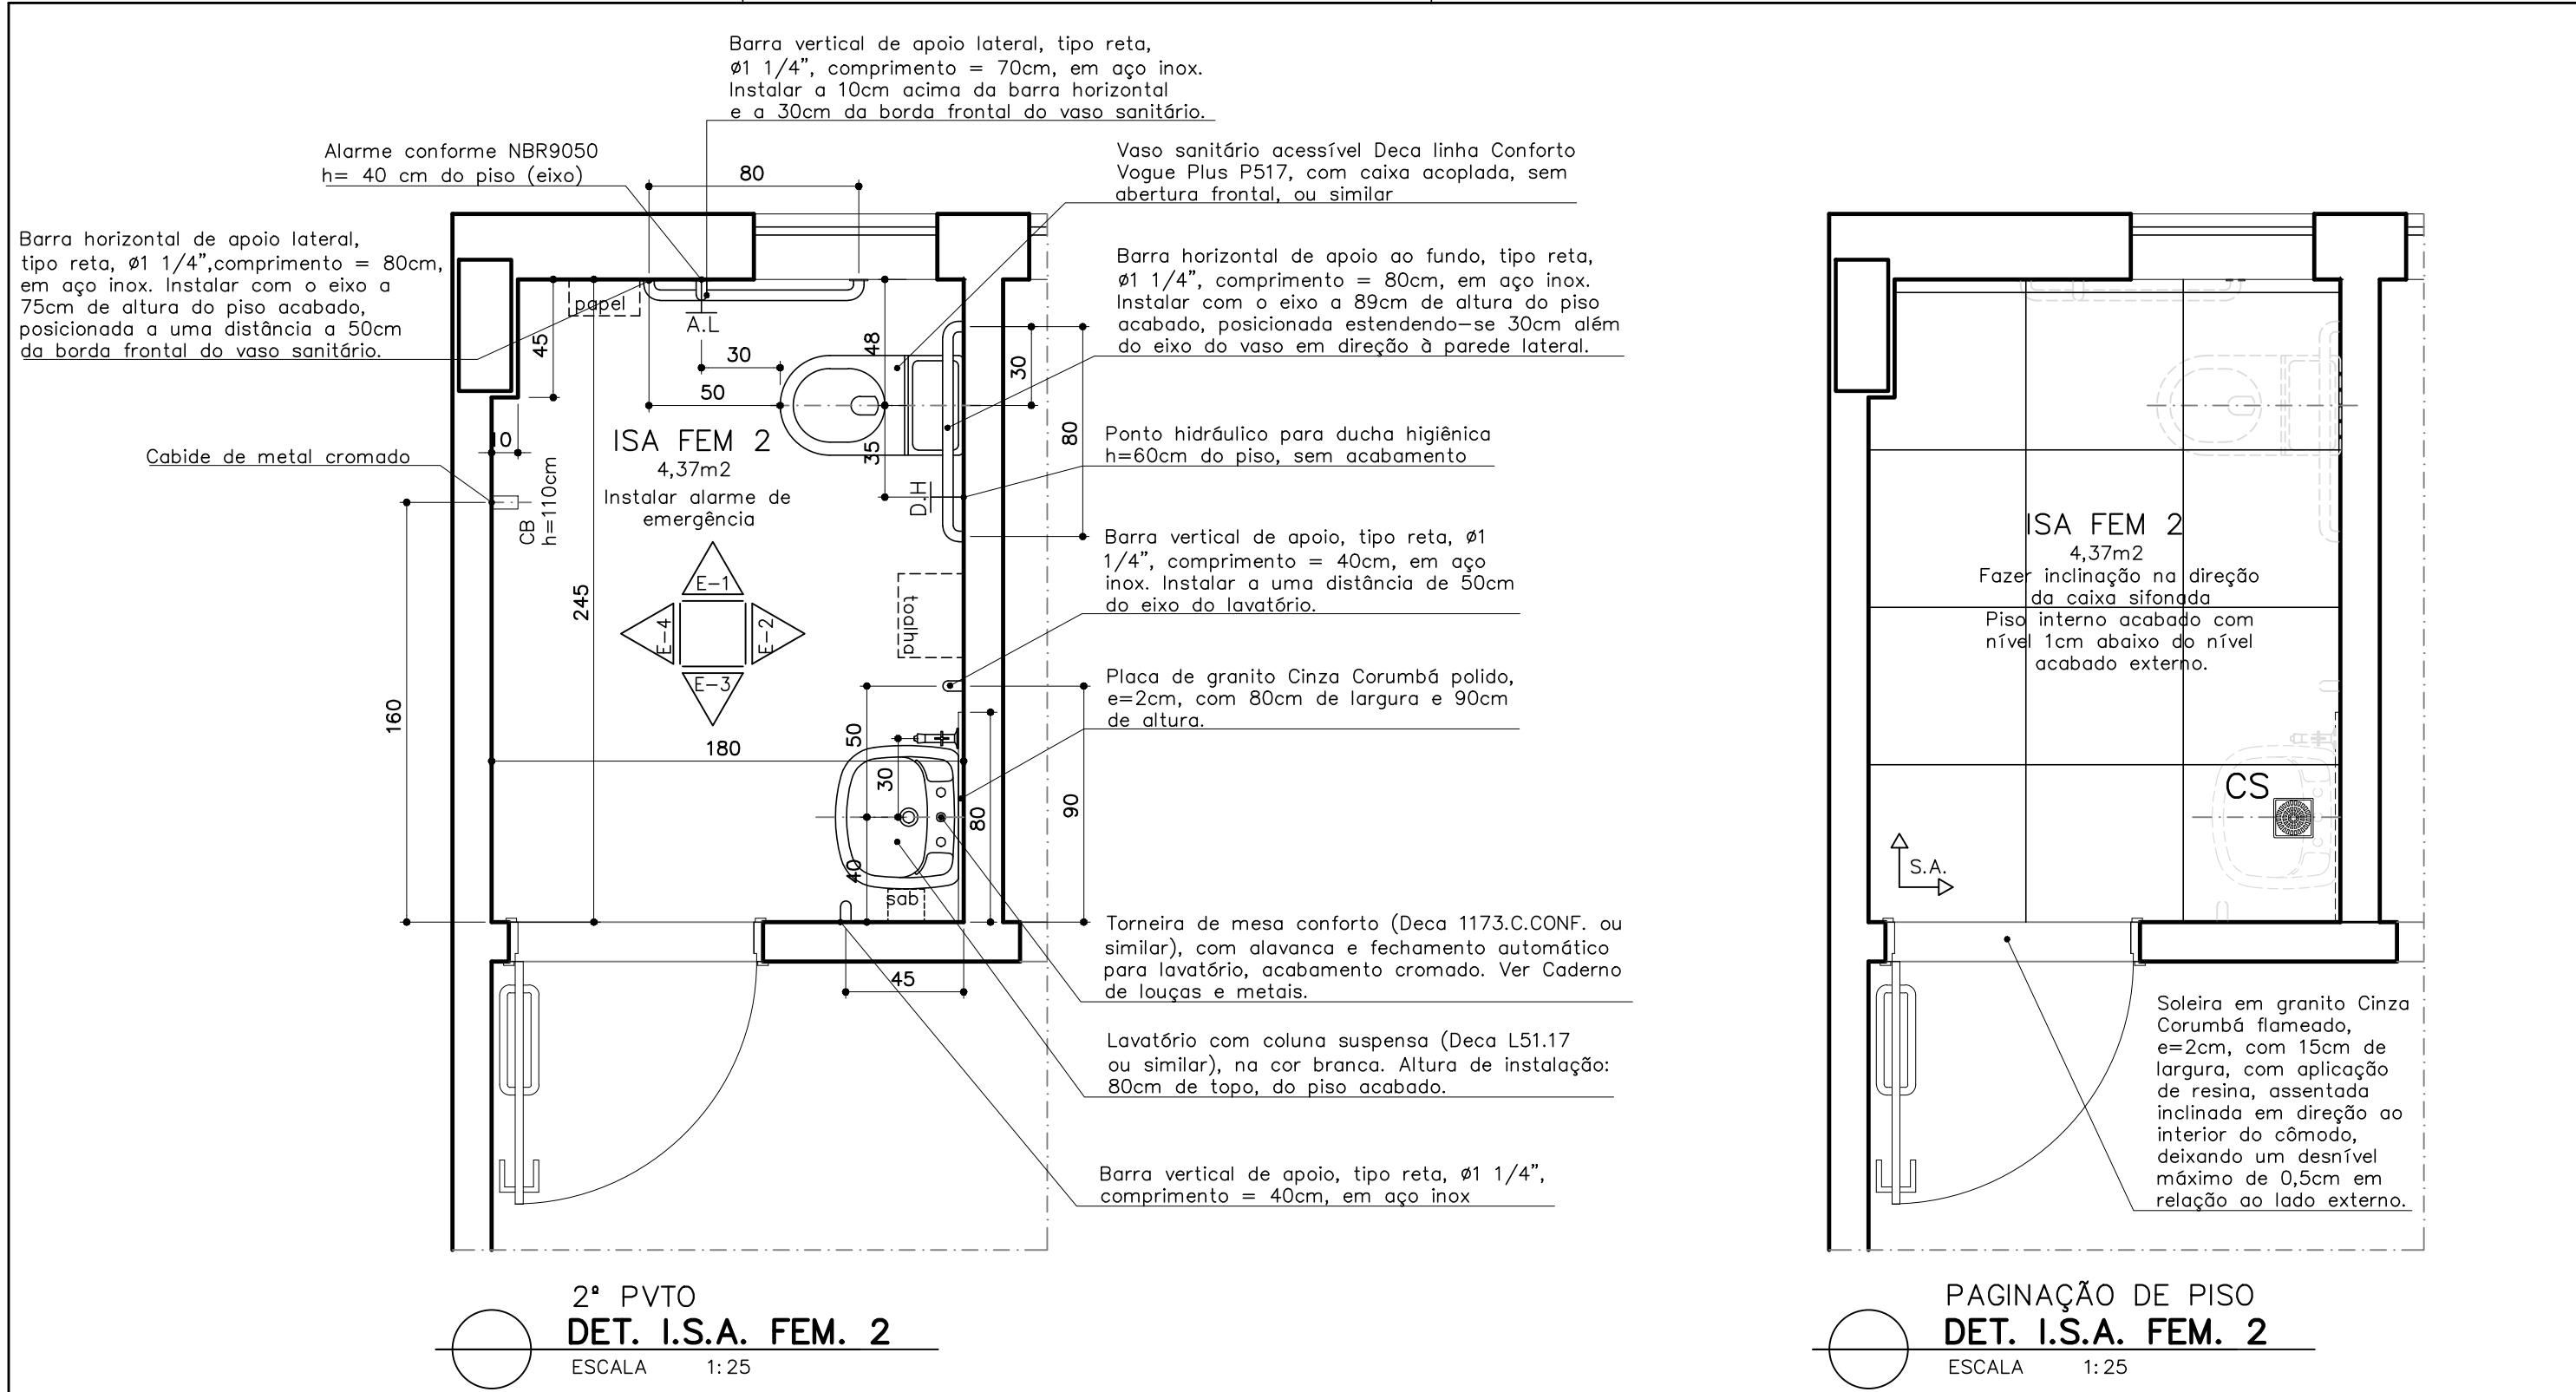 Barra vertical de apoio lateral, tipo reta,
ø1 1/4”, comprimento = 70cm, em aço inox.
Instalar a 10cm acima da barra horizontal
e a 30cm da borda frontal do vaso sanitário.
Alarme conforme NBR9050
h= 40 cm do piso (eixo)
Barra horizontal de apoio lateral,
tipo reta, ø1 1/4”,comprimento = 80cm,
em aço inox. Instalar com o eixo a
75cm de altura do piso acabado,
posicionada a uma distância a 50cm
da borda frontal do vaso sanitário.
Cabide de metal cromado
80
papel
A.L
45
48
30
50
30
80
10
35
ISA FEM 2
4,37m2
Instalar alarme de
emergência
CB
h=110cm
D.H
E-1
E-4
E-2
E-3
245
160
180
toalha
50
30
40
80
90
sab
45
Vaso sanitário acessível Deca linha Conforto
Vogue Plus P517, com caixa acoplada, sem
abertura frontal, ou similar
Barra horizontal de apoio ao fundo, tipo reta,
ø1 1/4”, comprimento = 80cm, em aço inox.
Instalar com o eixo a 89cm de altura do piso
acabado, posicionada estendendo-se 30cm além
do eixo do vaso em direção à parede lateral.
Ponto hidráulico para ducha higiênica
h=60cm do piso, sem acabamento
Barra vertical de apoio, tipo reta, ø1
1/4”, comprimento = 40cm, em aço
inox. Instalar a uma distância de 50cm
do eixo do lavatório.
Placa de granito Cinza Corumbá polido,
e=2cm, com 80cm de largura e 90cm
de altura.
Torneira de mesa conforto (Deca 1173.C.CONF. ou
similar), com alavanca e fechamento automático
para lavatório, acabamento cromado. Ver Caderno
de louças e metais.
Lavatório com coluna suspensa (Deca L51.17
ou similar), na cor branca. Altura de instalação:
80cm de topo, do piso acabado.
Barra vertical de apoio, tipo reta, ø1 1/4”,
comprimento = 40cm, em aço inox
2º PVTO
DET. I.S.A. FEM. 2
ESCALA 1:25
ISA FEM 2
4,37m2
Fazer inclinação na direção
da caixa sifonada
Piso interno acabado com
nível 1cm abaixo do nível
acabado externo.
CS
S.A.
Soleira em granito Cinza
Corumbá flameado,
e=2cm, com 15cm de
largura, com aplicação
de resina, assentada
inclinada em direção ao
interior do cômodo,
deixando um desnível
máximo de 0,5cm em
relação ao lado externo.
PAGINAÇÃO DE PISO
DET. I.S.A. FEM. 2
ESCALA 1:25